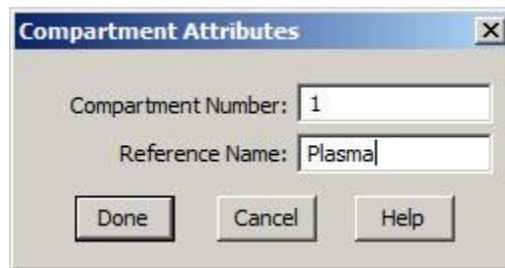 Compartment Attributes
Compartment Number: 1
Reference Name: Plasma
Done Cancel Help